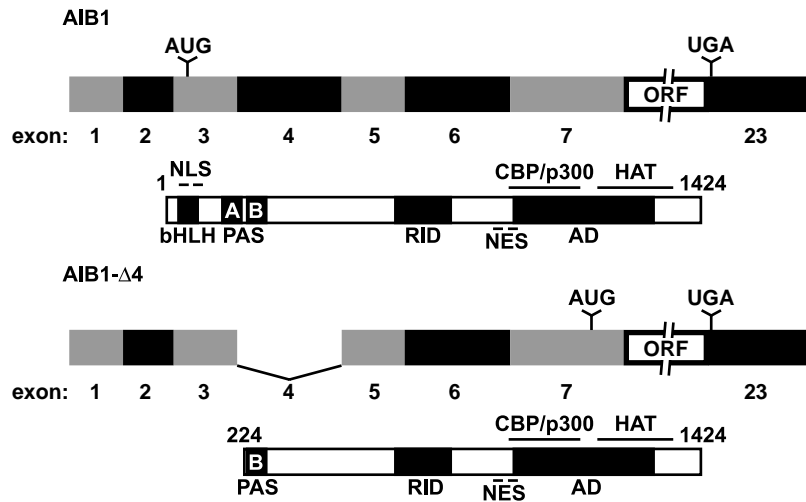 AIB1
AUG UGA
ORF
exon: 1 2 3 4 5 6 7 23
NLS CBP/p300 HAT
1 1424
A B
bHLH PAS RID NES AD
AIB1-Δ4
AUG UGA
ORF
exon: 1 2 3 4 5 6 7 23
CBP/p300 HAT
224 1424
B
PAS RID NES AD